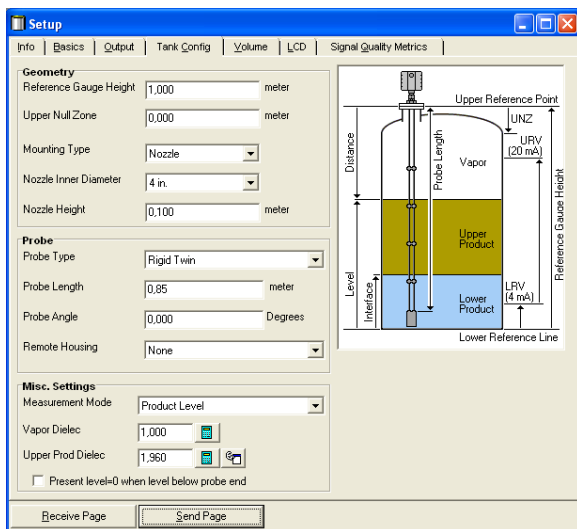 Setup
Info Basics Output Tank Config Volume LCD Signal Quality Metrics
Geometry
Reference Gauge Height 1,000 meter
Upper Null Zone 0,000 meter
Mounting Type Nozzle
Nozzle Inner Diameter 4 in.
Nozzle Height 0,100 meter
Probe
Probe Type Rigid Twin
Probe Length 0,85 meter
Probe Angle 0,000 Degrees
Remote Housing None
Misc. Settings
Measurement Mode Product Level
Vapor Dielec 1,000
Upper Prod Dielec 1,960
Present level=0 when level below probe end
Receive Page Send Page
Upper Reference Point
UNZ
URV
(20 mA)
Distance
Probe Length
Vapor
Reference Gauge Height
Upper
Product
Level
Interface
Lower
Product
LRV
(4 mA)
Lower Reference Line